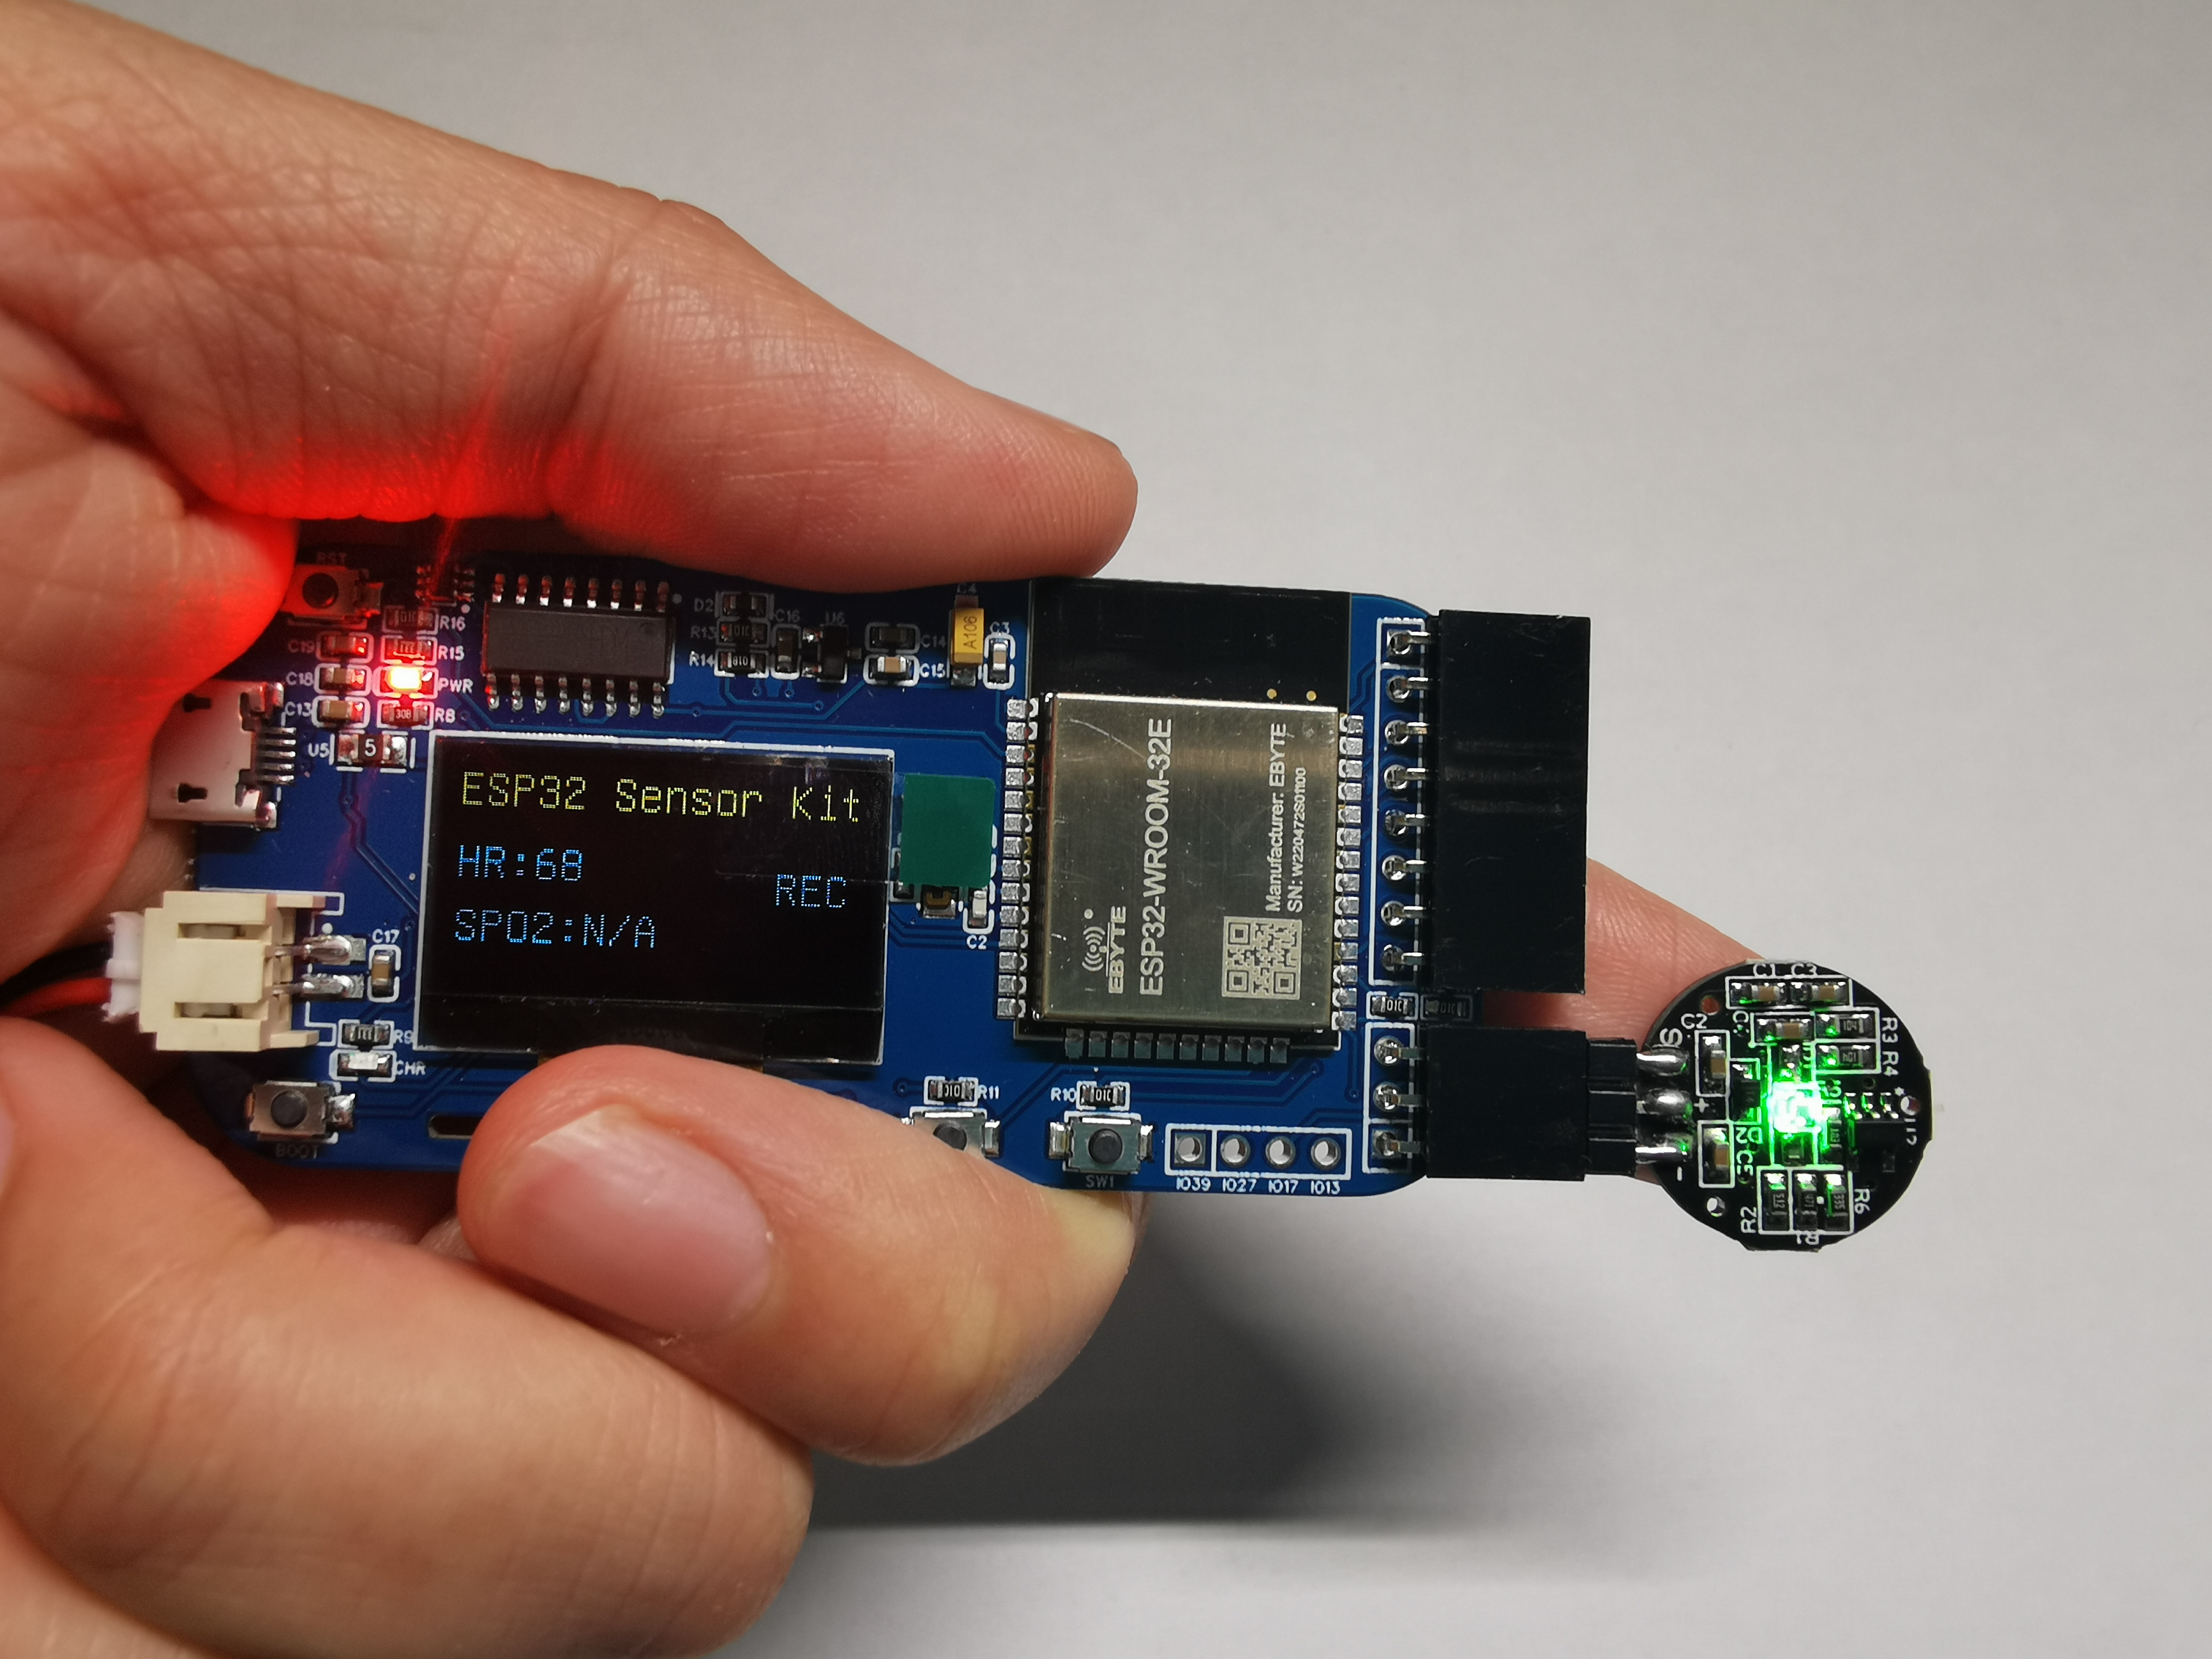 RST
R16
C19
R15
C18
PWR
C13
R8
U5
5
D2
C16
U6
R13
C14
R14
C15
C4
A106
C3
ESP32 Sensor Kit
HR:68
REC
SPO2:N/A
C17
R9
CHR
BOOT
C2
EBYTE
ESP32-WROOM-32E
Manufacturer: EBYTE
R11
R10
SW1
IO39 IO27 IO17 IO13
C1 C3
C2
S
+
-
R3
R4
R2
R1
R6